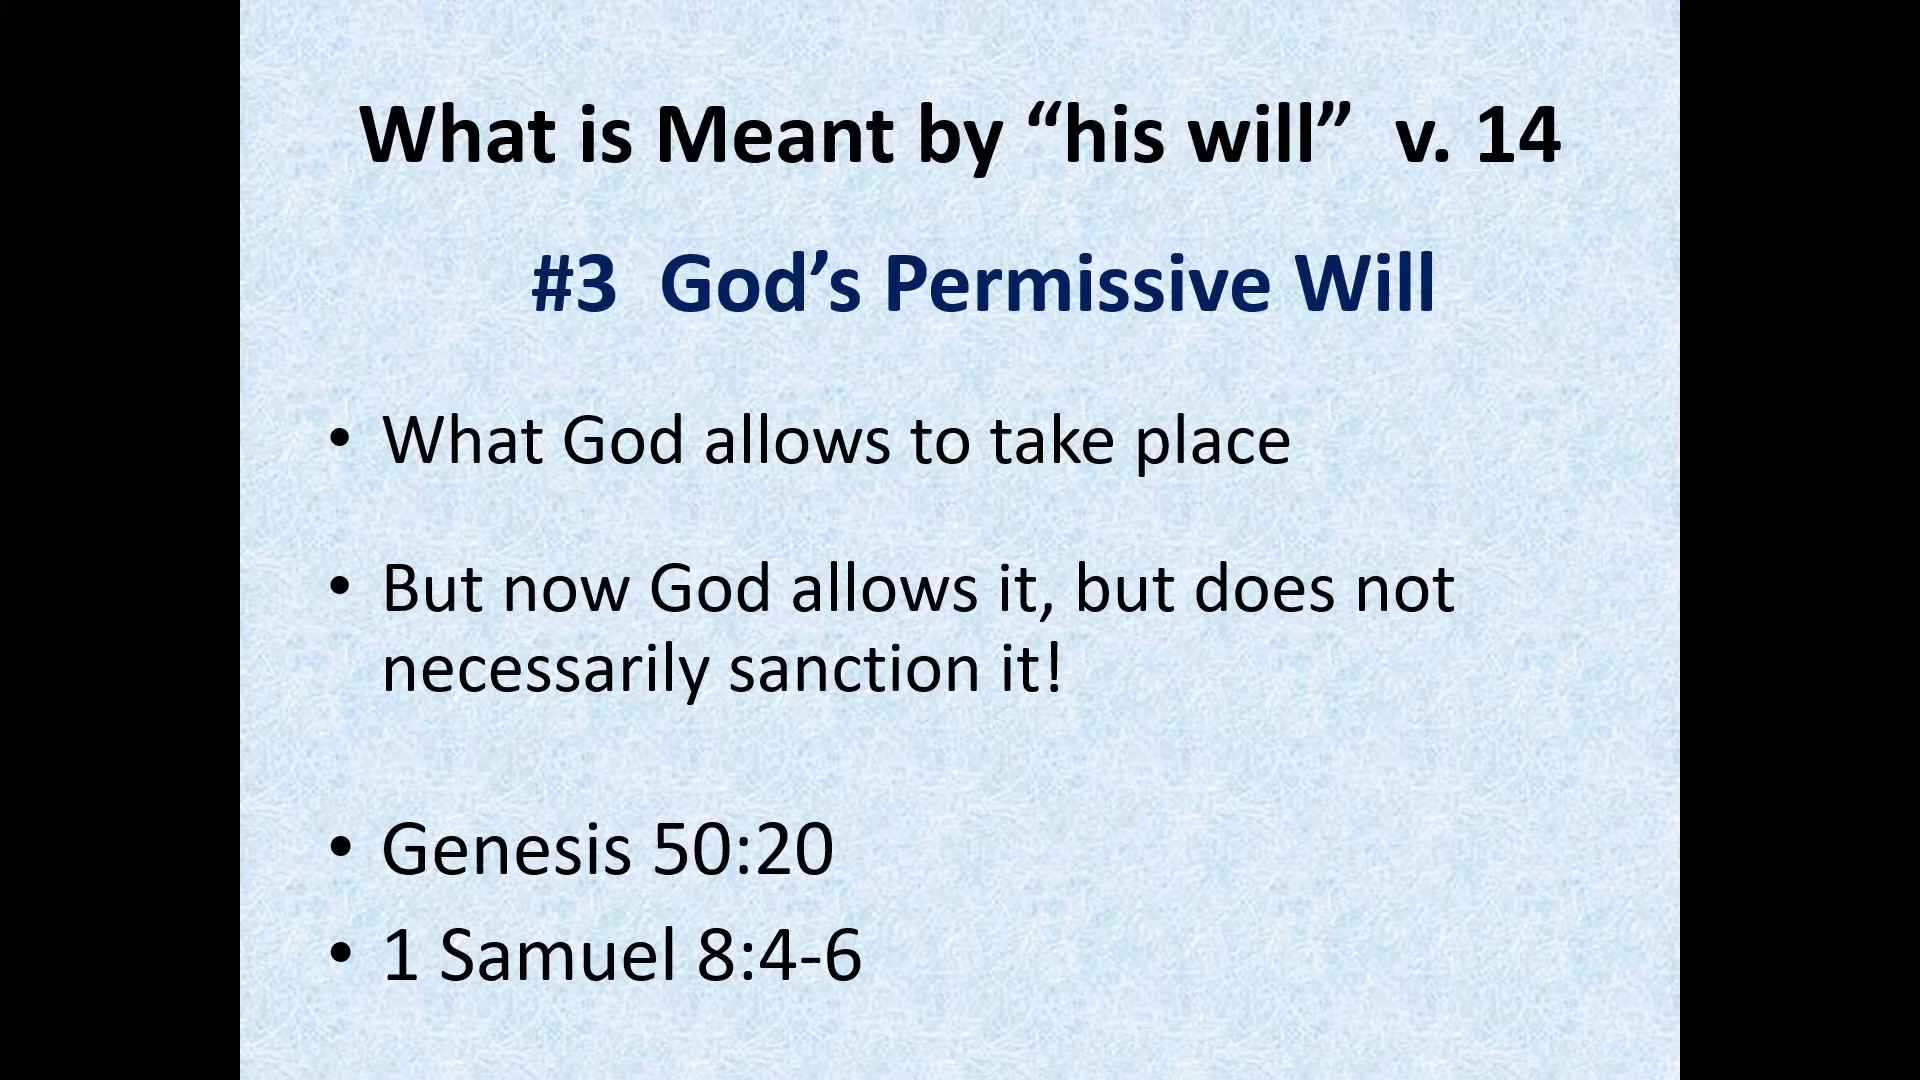 What is Meant by “his will”  v. 14
#3  God’s Permissive Will
• What God allows to take place
• But now God allows it, but does not
necessarily sanction it!
• Genesis 50:20
• 1 Samuel 8:4-6